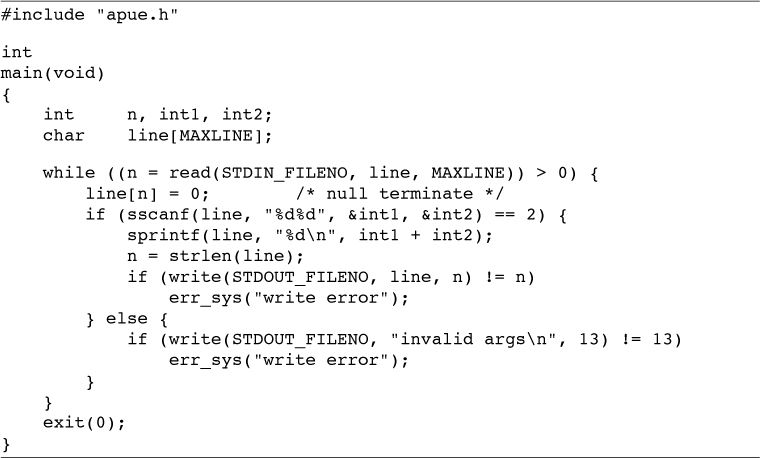 #include "apue.h"

int
main(void)
{
    int     n, int1, int2;
    char    line[MAXLINE];

    while ((n = read(STDIN_FILENO, line, MAXLINE)) > 0) {
        line[n] = 0;        /* null terminate */
        if (sscanf(line, "%d%d", &int1, &int2) == 2) {
            sprintf(line, "%d\n", int1 + int2);
            n = strlen(line);
            if (write(STDOUT_FILENO, line, n) != n)
                err_sys("write error");
        } else {
            if (write(STDOUT_FILENO, "invalid args\n", 13) != 13)
                err_sys("write error");
        }
    }
    exit(0);
}